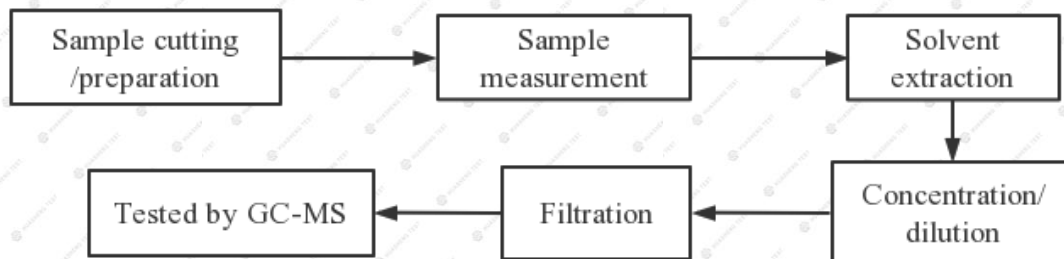 Sample cutting
/preparation
Sample
measurement
Solvent
extraction
Concentration/
dilution
Filtration
Tested by GC-MS